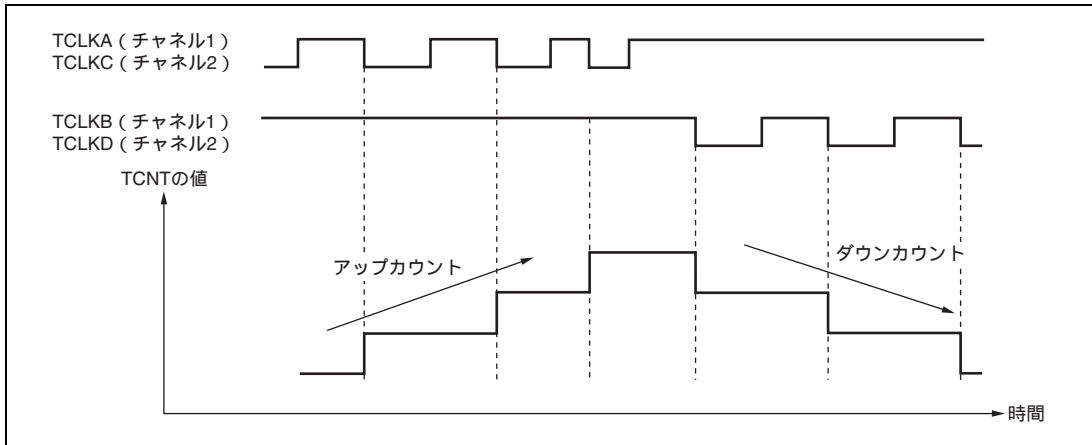 TCLKA（チャネル1）
TCLKC（チャネル2）
TCLKB（チャネル1）
TCLKD（チャネル2）
TCNTの値
アップカウント
ダウンカウント
時間